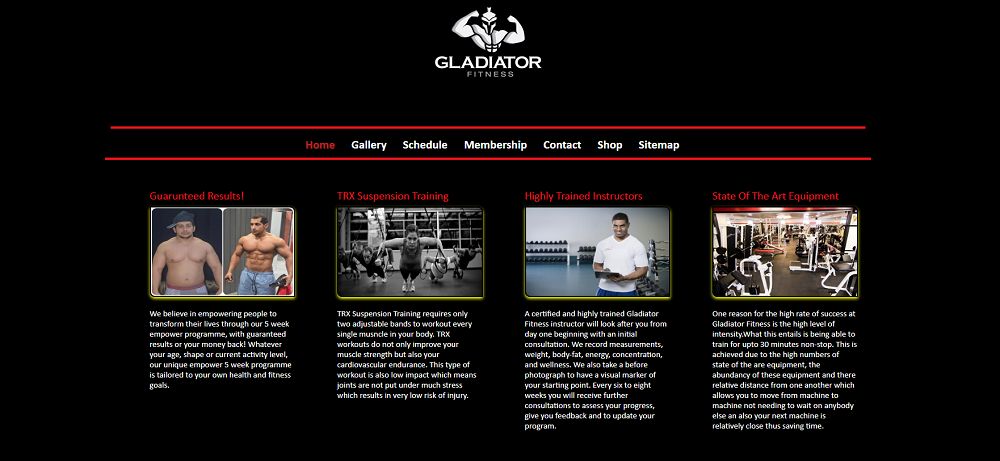 GLADIATOR
FITNESS
Home Gallery Schedule Membership Contact Shop Sitemap
Guarunteed Results!
We believe in empowering people to
transform their lives through our 5 week
empower programme, with guaranteed
results or your money back! Whatever
your age, shape or current activity level,
our unique empower 5 week programme
is tailored to your own health and fitness
goals.
TRX Suspension Training
TRX Suspension Training requires only
two adjustable bands to workout every
single musncle in your body. TRX
workouts do not only improve your
muscle strength but also your
cardiovascular endurance. This type of
workout is also low impact which means
joints are not put under much stress
which results in very low risk of injury.
Highly Trained Instructors
A certified and highly trained Gladiator
Fitness instructor will look after you from
day one beginning with an initial
consultation. We record measurements,
weight, body-fat, energy, concentration,
and wellness. We also take a before
photograph to have a visual marker of
your starting point. Every six to eight
weeks you will receive further
consultations to assess your progress,
give you feedback and to update your
program.
State Of The Art Equipment
One reason for the high rate of success at
Gladiator Fitness is the high level of
intensity.What this entails is being able to
train for upto 30 minutes non-stop. This is
achieved due to the high numbers of
state of the are equipment, the
abundancy of these equipment and there
relative distance from one another which
allows you to move from machine to
machine not needing to wait on anybody
else an also your next machine is
relatively close thus saving time.